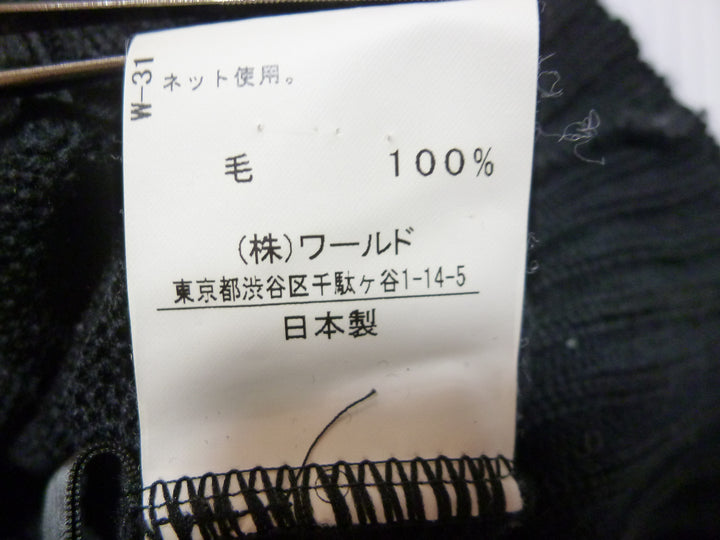 W-31
ネット使用。
毛 100%
(株)ワールド
東京都渋谷区千駄ヶ谷1-14-5
日本製